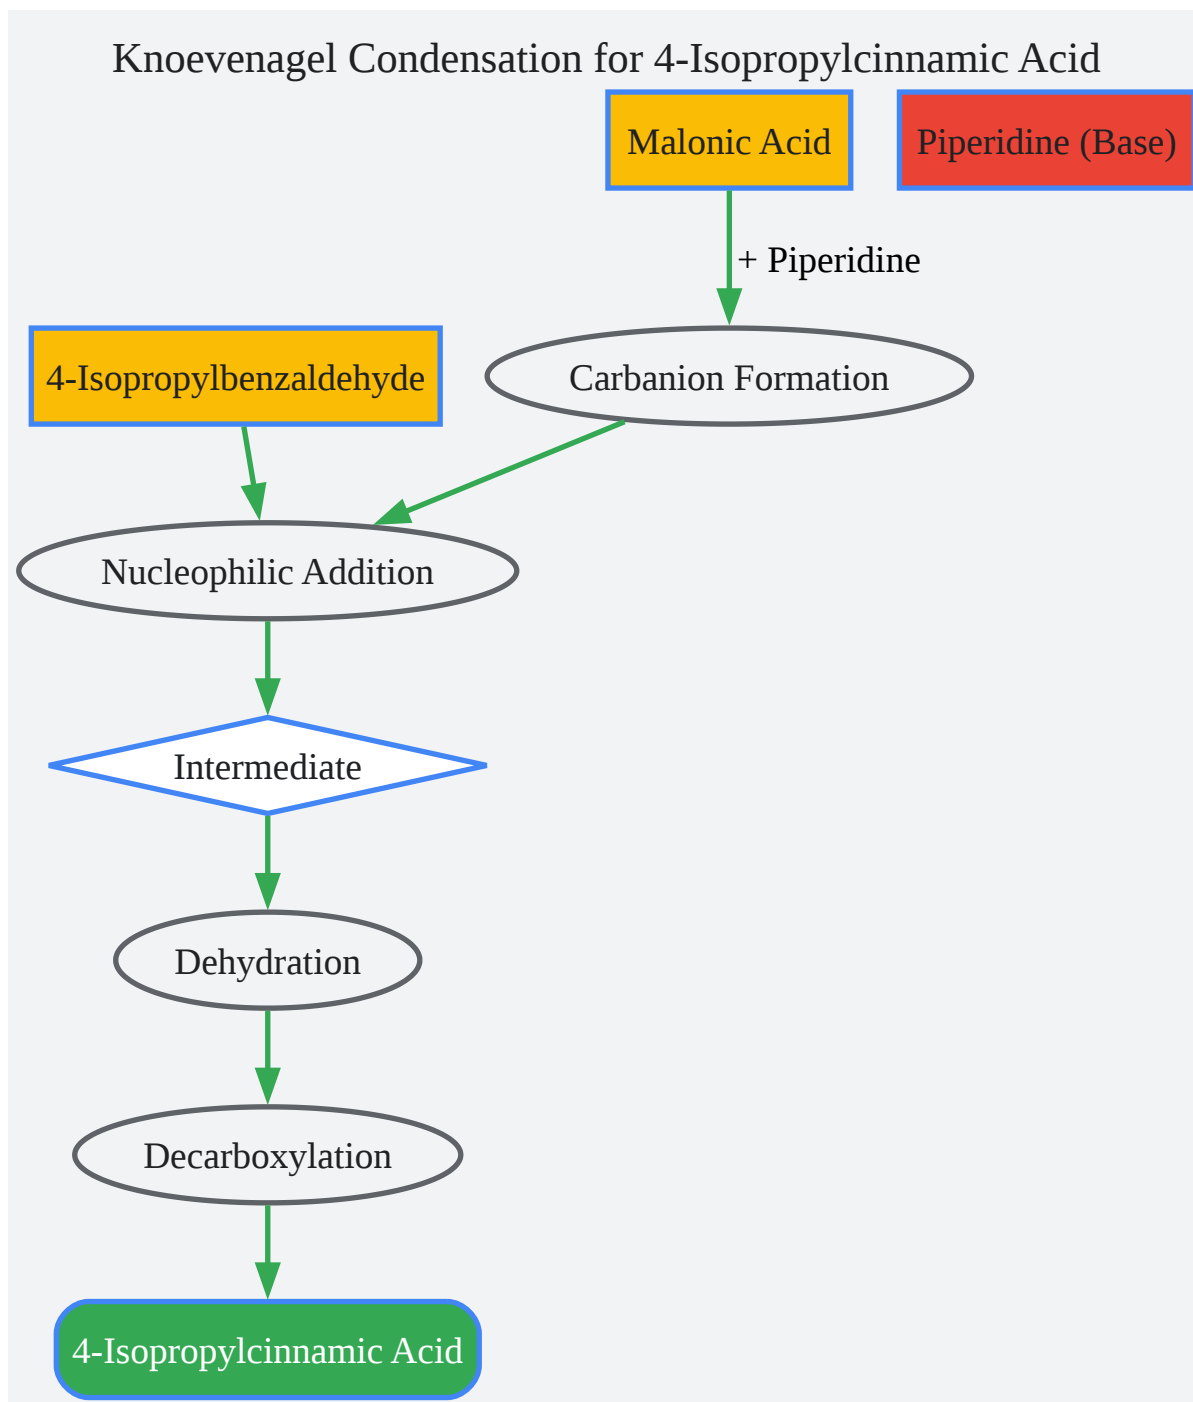 Knoevenagel Condensation for 4-Isopropylcinnamic Acid
Malonic Acid
Piperidine (Base)
+ Piperidine
4-Isopropylbenzaldehyde
Carbanion Formation
Nucleophilic Addition
Intermediate
Dehydration
Decarboxylation
4-Isopropylcinnamic Acid